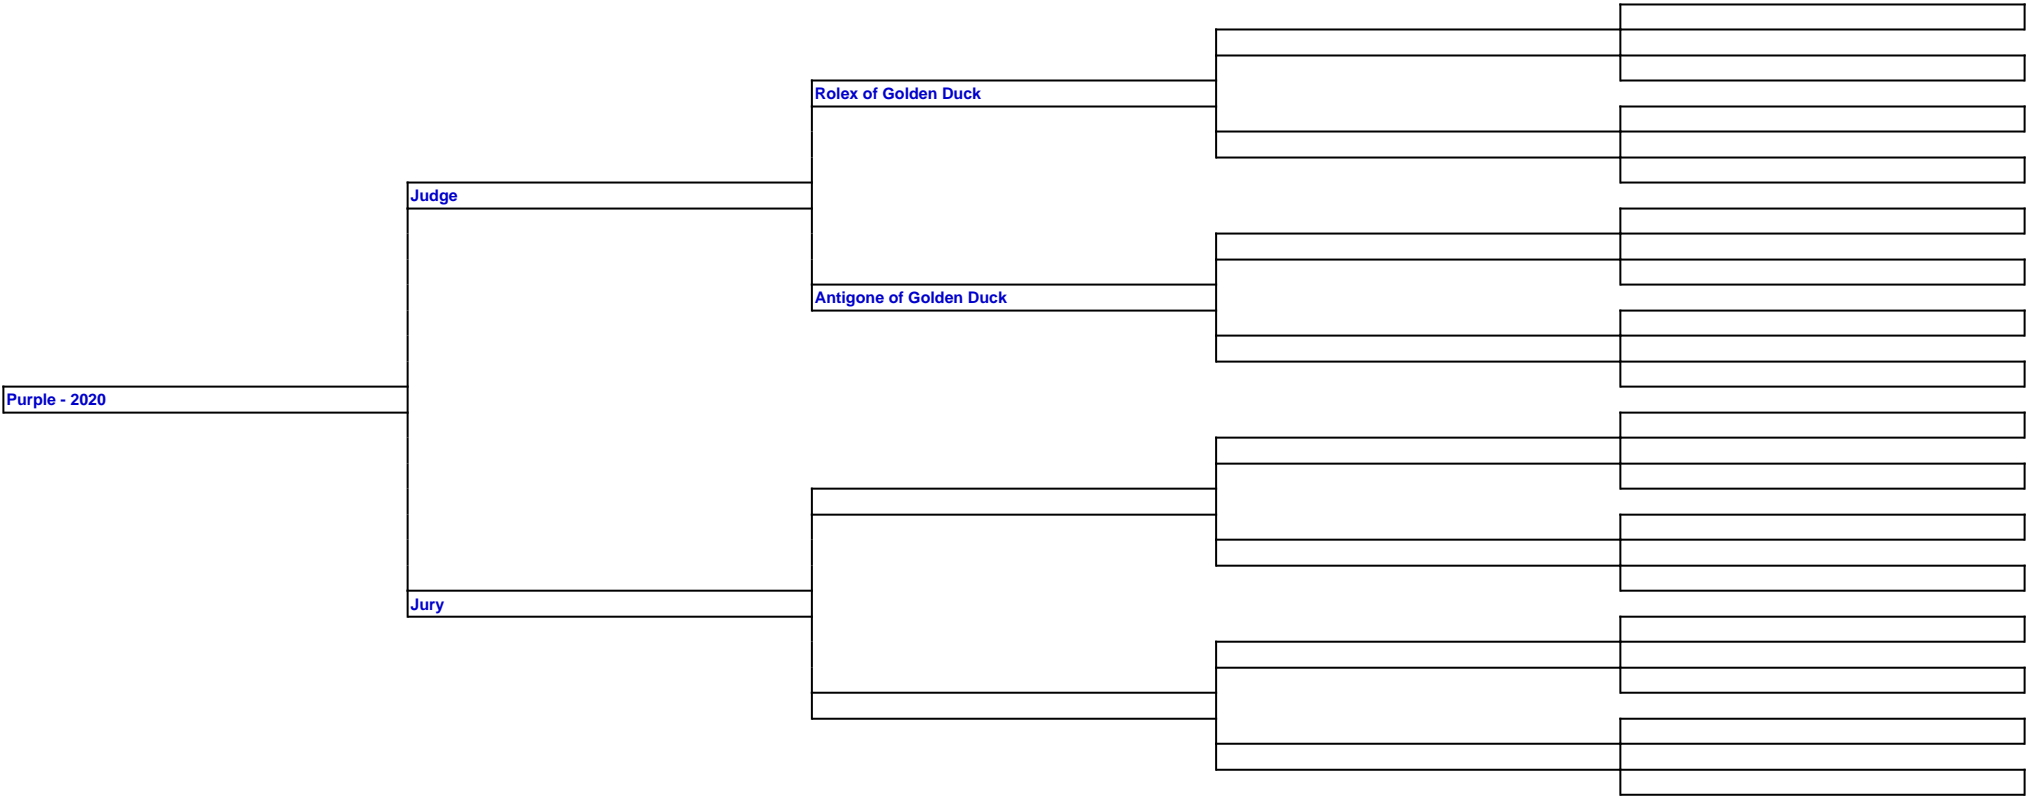 Rolex of Golden Duck
Judge
Antigone of Golden Duck
Purple - 2020
Jury